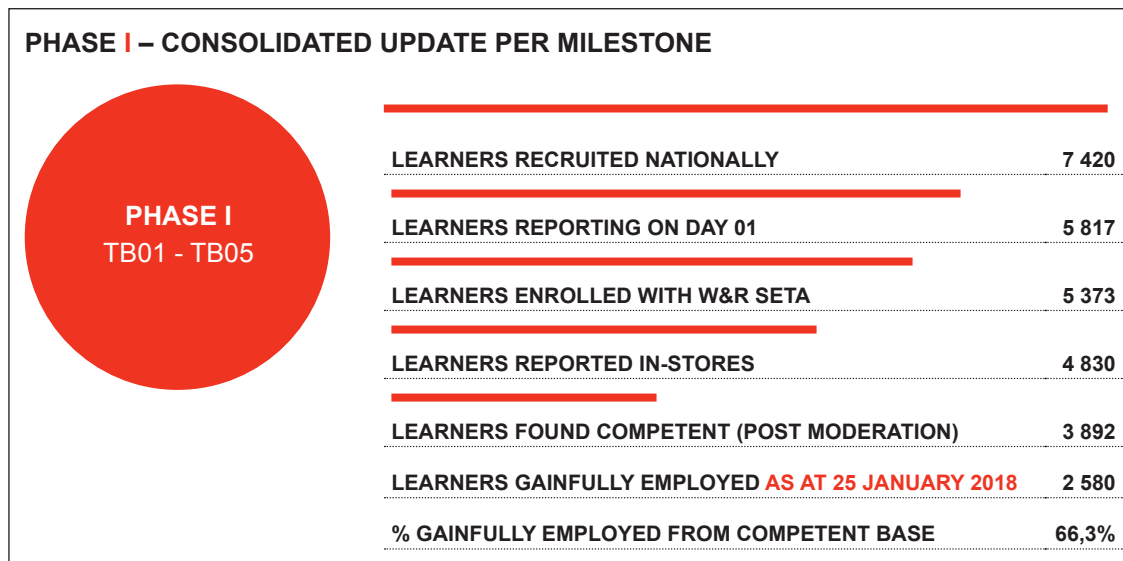 PHASE I – CONSOLIDATED UPDATE PER MILESTONE
PHASE I
TB01 - TB05
LEARNERS RECRUITED NATIONALLY 7 420
LEARNERS REPORTING ON DAY 01 5 817
LEARNERS ENROLLED WITH W&R SETA 5 373
LEARNERS REPORTED IN-STORES 4 830
LEARNERS FOUND COMPETENT (POST MODERATION) 3 892
LEARNERS GAINFULLY EMPLOYED AS AT 25 JANUARY 2018 2 580
% GAINFULLY EMPLOYED FROM COMPETENT BASE 66,3%